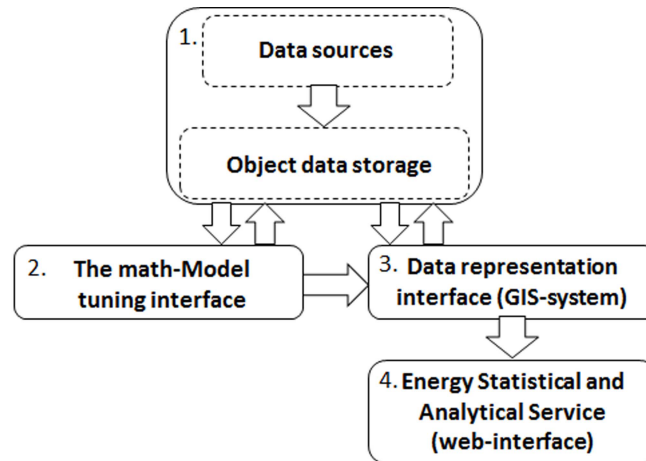 1.
Data sources
Object data storage
2. The math-Model
tuning interface
3. Data representation
interface (GIS-system)
4. Energy Statistical and
Analytical Service
(web-interface)